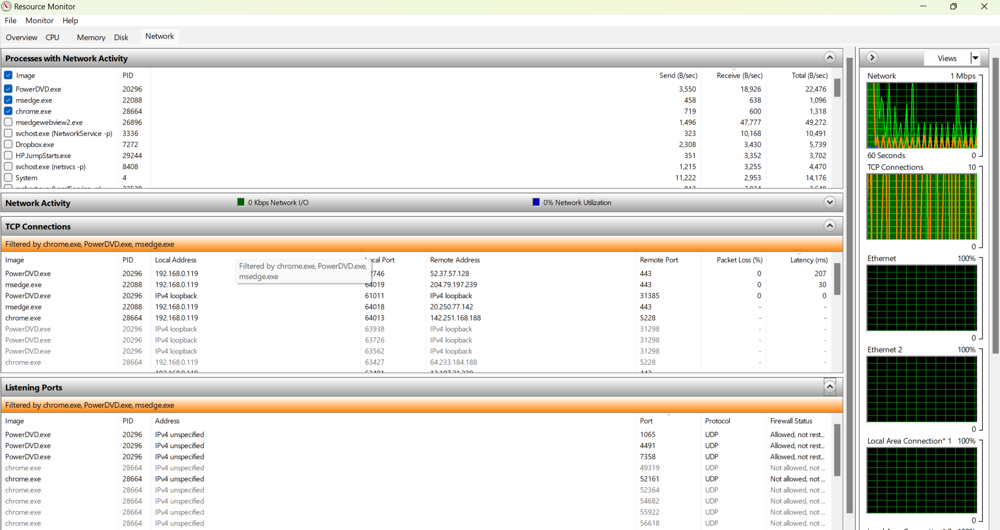 Resource Monitor
File Monitor Help
Overview CPU Memory Disk Network
Processes with Network Activity
Image PID Send (B/sec) Receive (B/sec) Total (B/sec)
PowerDVD.exe 20296 3,550 18,926 22,476
msedge.exe 22088 458 638 1,096
chrome.exe 28664 719 600 1,318
msedgewebview2.exe 26896 1,496 47,777 49,272
svchost.exe (NetworkService -p) 3336 323 10,168 10,491
Dropbox.exe 7272 2,308 3,430 5,739
HP.JumpStarts.exe 29244 351 3,352 3,702
svchost.exe (netsvcs -p) 8408 1,215 3,255 4,470
System 4 11,222 2,953 14,176
Network Activity 0 Kbps Network I/O 0% Network Utilization
TCP Connections
Filtered by chrome.exe, PowerDVD.exe, msedge.exe
Image PID Local Address Port Remote Address Remote Port Packet Loss (%) Latency (ms)
Filtered by chrome.exe, PowerDVD.exe,
msedge.exe
PowerDVD.exe 20296 192.168.0.119 52.37.57.128 443 0 207
msedge.exe 22088 192.168.0.119 64019 204.79.197.239 443 0 30
PowerDVD.exe 20296 IPv4 loopback 61011 IPv4 loopback 31385 0 0
msedge.exe 22088 192.168.0.119 64018 20.250.77.142 443 - -
chrome.exe 28664 192.168.0.119 64013 142.251.168.188 5228 - -
PowerDVD.exe 20296 IPv4 loopback 63938 IPv4 loopback 31298 - -
PowerDVD.exe 20296 IPv4 loopback 63726 IPv4 loopback 31298 - -
PowerDVD.exe 20296 IPv4 loopback 63562 IPv4 loopback 31298 - -
chrome.exe 28664 192.168.0.119 63427 64.233.184.188 5228 - -
Listening Ports
Filtered by chrome.exe, PowerDVD.exe, msedge.exe
Image PID Address Port Protocol Firewall Status
PowerDVD.exe 20296 IPv4 unspecified 1065 UDP Allowed, not rest...
PowerDVD.exe 20296 IPv4 unspecified 4491 UDP Allowed, not rest...
PowerDVD.exe 20296 IPv4 unspecified 7358 UDP Allowed, not rest...
chrome.exe 28664 IPv4 unspecified 49319 UDP Not allowed, not ...
chrome.exe 28664 IPv4 unspecified 52161 UDP Not allowed, not ...
chrome.exe 28664 IPv4 unspecified 52364 UDP Not allowed, not ...
chrome.exe 28664 IPv4 unspecified 54682 UDP Not allowed, not ...
chrome.exe 28664 IPv4 unspecified 55922 UDP Not allowed, not ...
chrome.exe 28664 IPv4 unspecified 56618 UDP Not allowed, not ...
Views
Network 1 Mbps
60 Seconds 0
TCP Connections 10
0
Ethernet 100%
0
Ethernet 2 100%
0
Local Area Connection* 1 100%
0